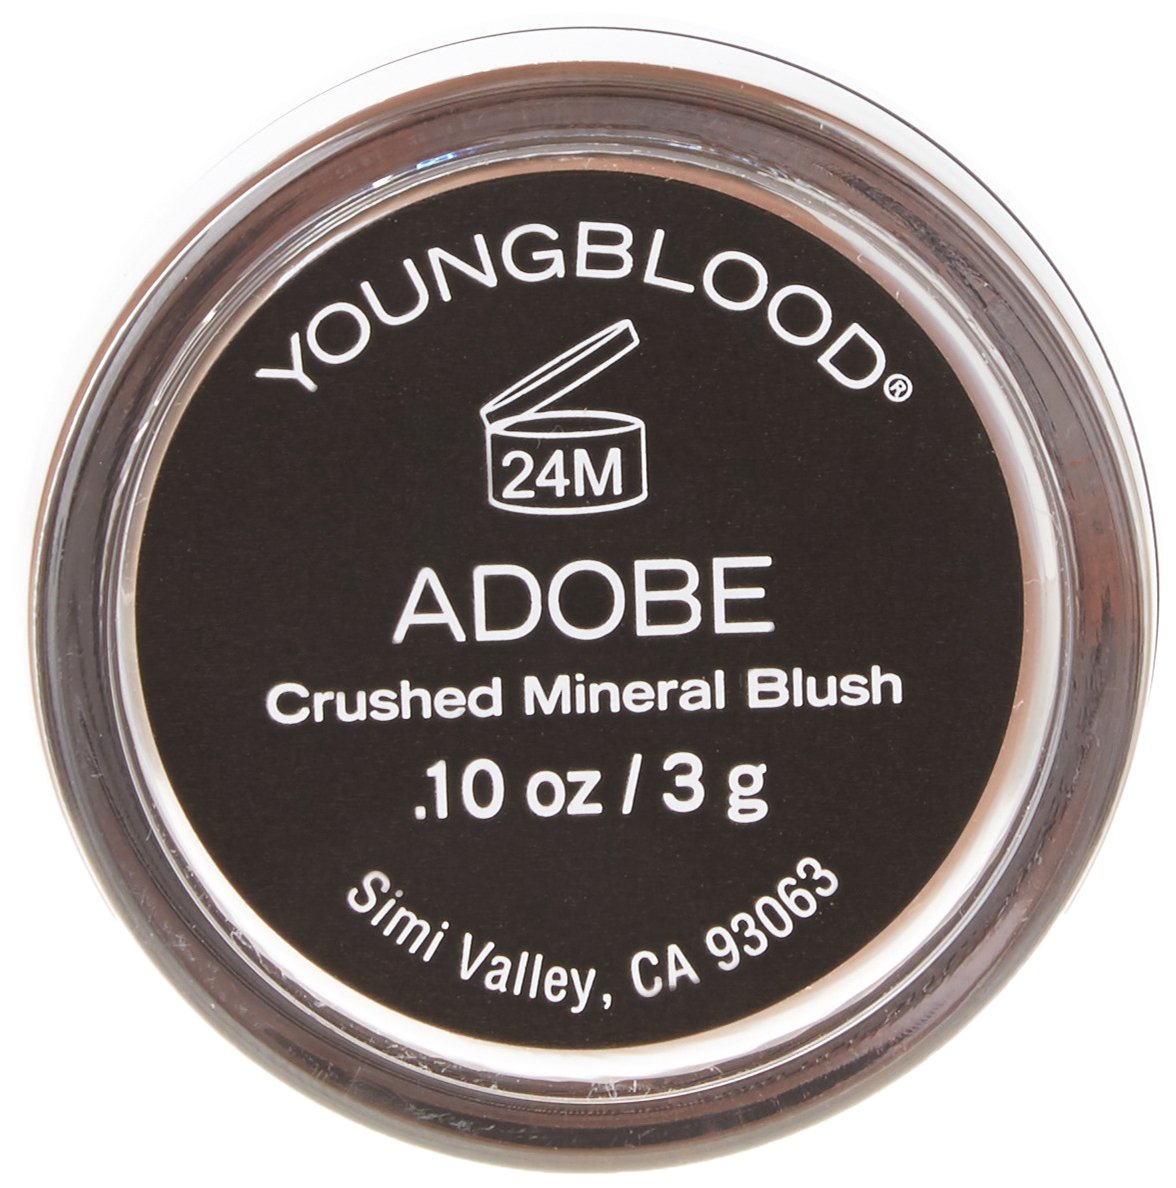 YOUNGBLOOD®
24M
ADOBE
Crushed Mineral Blush
.10 oz / 3 g
Simi Valley, CA 93063